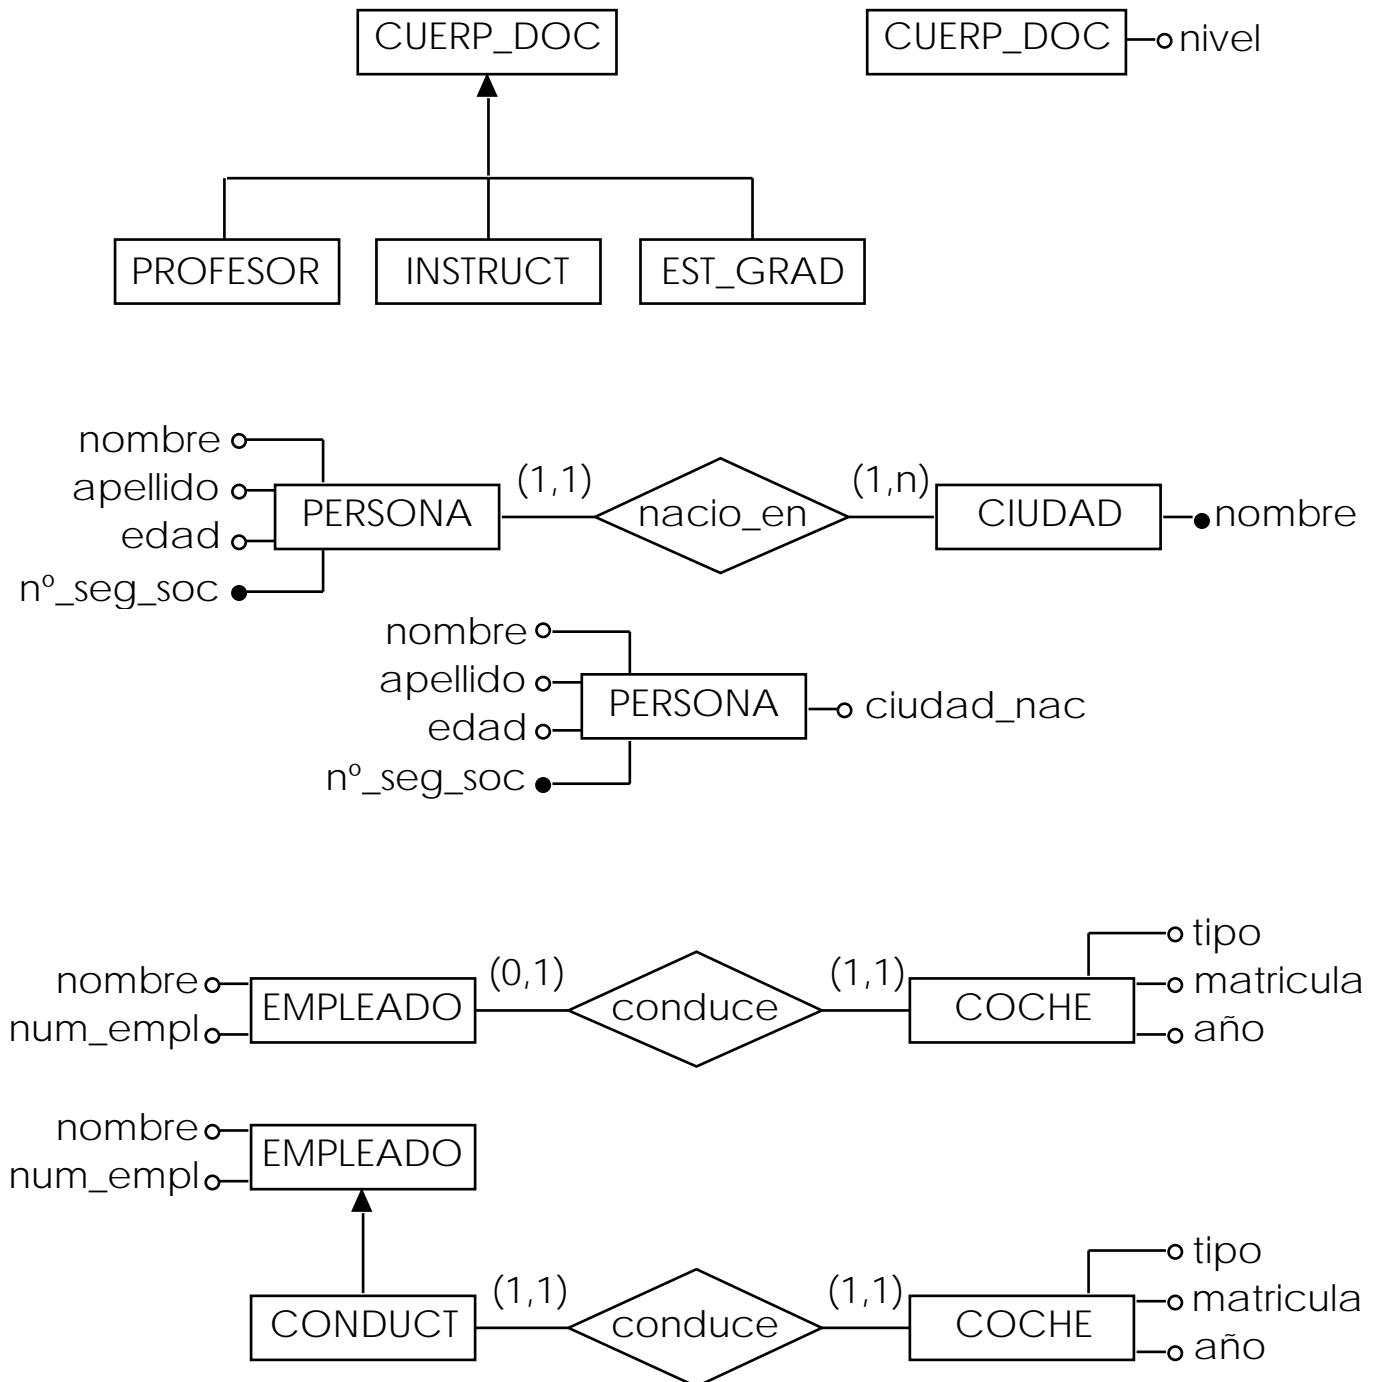 CUERP_DOC
CUERP_DOC nivel
PROFESOR INSTRUCT EST_GRAD
nombre
apellido
edad
nº_seg_soc
PERSONA
(1,1)
nacio_en
(1,n)
CIUDAD
nombre
nombre
apellido
edad
nº_seg_soc
PERSONA
ciudad_nac
nombre
num_empl
EMPLEADO
(0,1)
conduce
(1,1)
COCHE
tipo
matricula
año
nombre
num_empl
EMPLEADO
CONDUCT
(1,1)
conduce
(1,1)
COCHE
tipo
matricula
año